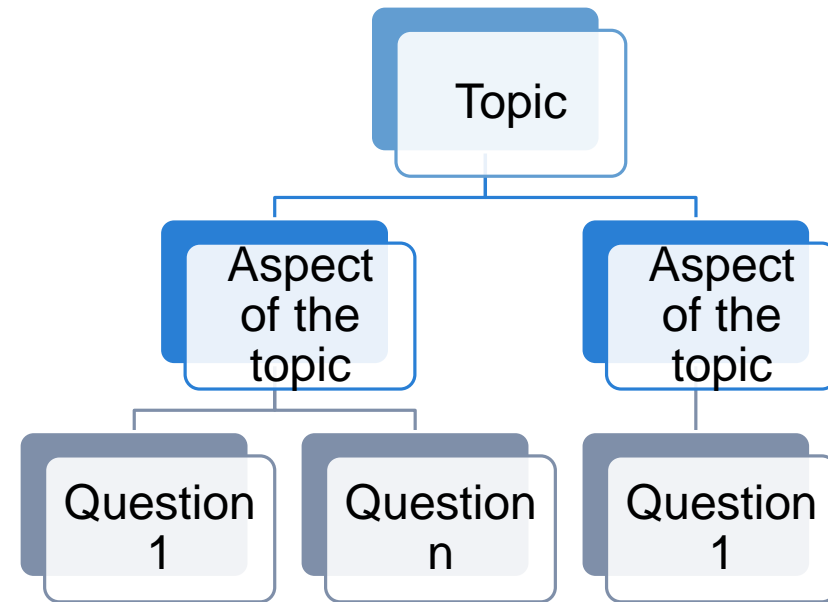 Topic
Aspect
of the
topic
Aspect
of the
topic
Question
1
Question
n
Question
1